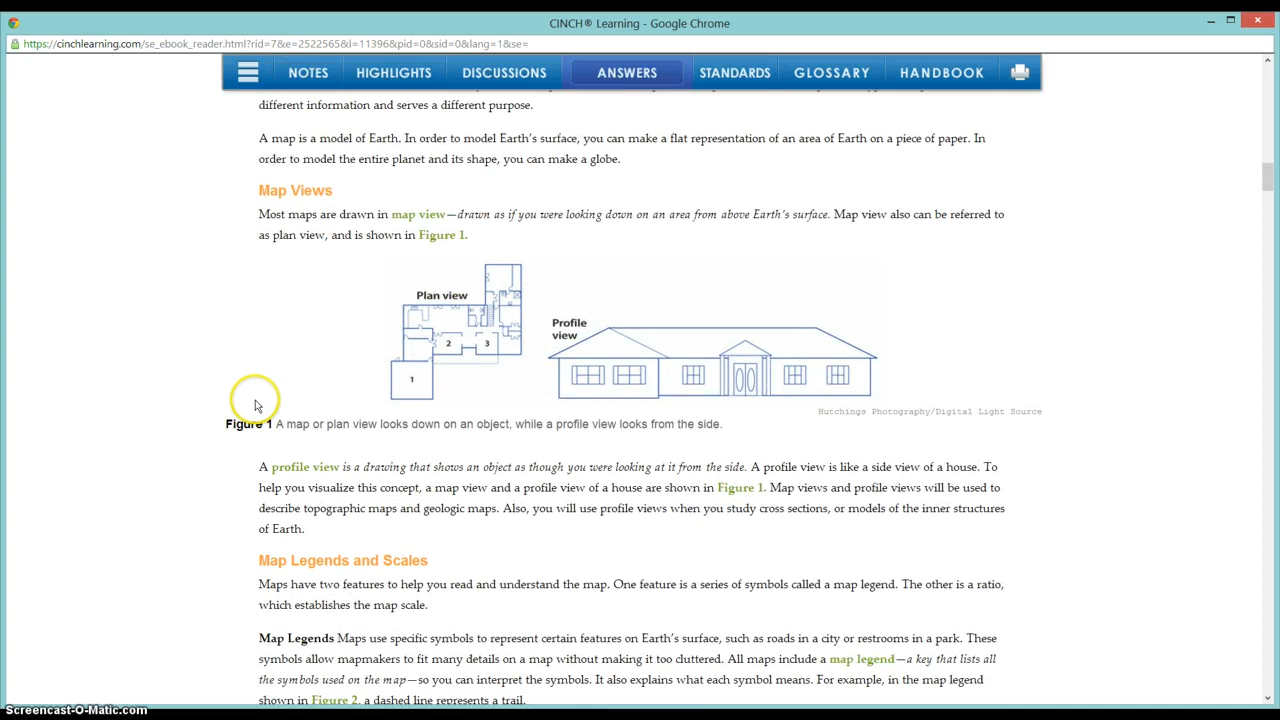 CINCH® Learning - Google Chrome
https://cinchlearning.com/se_ebook_reader.html?rid=7&e=2522565&l=11396&pid=0&sid=0&lang=1&se=
NOTES HIGHLIGHTS DISCUSSIONS ANSWERS STANDARDS GLOSSARY HANDBOOK
different information and serves a different purpose.
A map is a model of Earth. In order to model Earth's surface, you can make a flat representation of an area of Earth on a piece of paper. In
order to model the entire planet and its shape, you can make a globe.
Map Views
Most maps are drawn in map view—drawn as if you were looking down on an area from above Earth's surface. Map view also can be referred to
as plan view, and is shown in Figure 1.
Plan view
2 3
1
Profile
view
Hutchings Photography/Digital Light Source
Figure 1 A map or plan view looks down on an object, while a profile view looks from the side.
A profile view is a drawing that shows an object as though you were looking at it from the side. A profile view is like a side view of a house. To
help you visualize this concept, a map view and a profile view of a house are shown in Figure 1. Map views and profile views will be used to
describe topographic maps and geologic maps. Also, you will use profile views when you study cross sections, or models of the inner structures
of Earth.
Map Legends and Scales
Maps have two features to help you read and understand the map. One feature is a series of symbols called a map legend. The other is a ratio,
which establishes the map scale.
Map Legends Maps use specific symbols to represent certain features on Earth's surface, such as roads in a city or restrooms in a park. These
symbols allow mapmakers to fit many details on a map without making it too cluttered. All maps include a map legend—a key that lists all
the symbols used on the map—so you can interpret the symbols. It also explains what each symbol means. For example, in the map legend
shown in Figure 2, a dashed line represents a trail.
Screencast-O-Matic.com